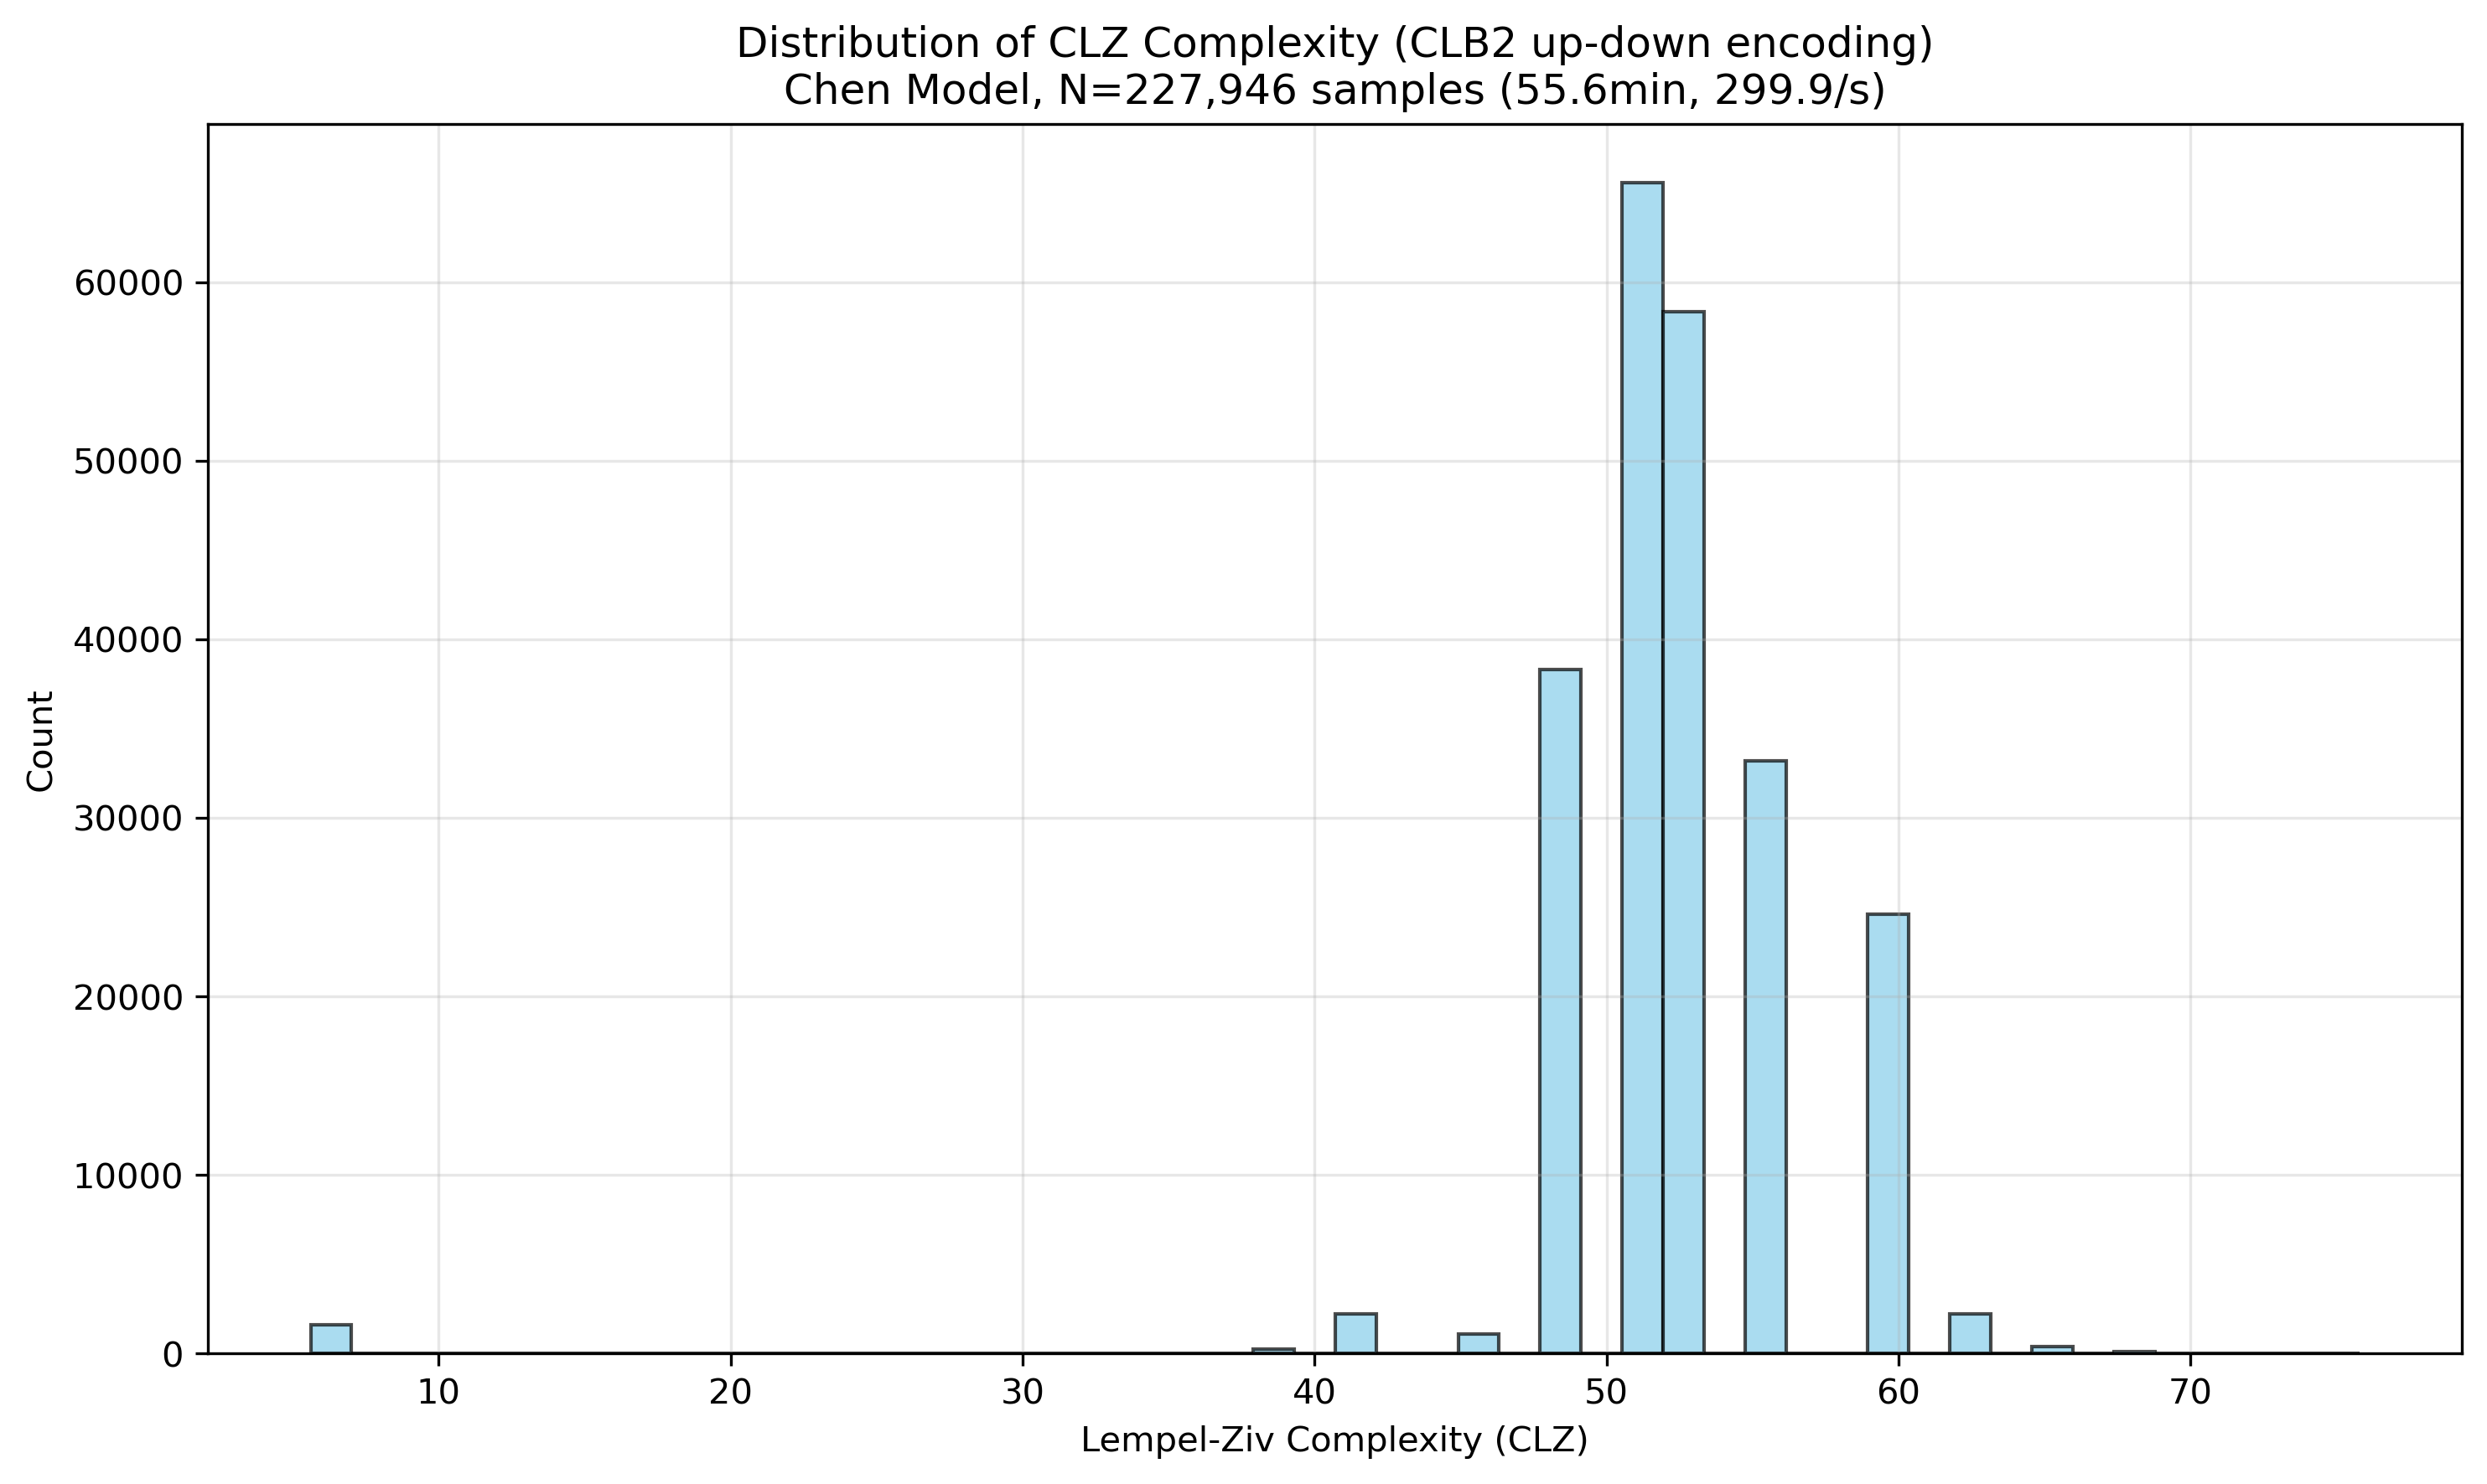 Distribution of CLZ Complexity (CLB2 up-down encoding)
Chen Model, N=227,946 samples (55.6min, 299.9/s)
Count
60000
50000
40000
30000
20000
10000
0
10 20 30 40 50 60 70
Lempel-Ziv Complexity (CLZ)